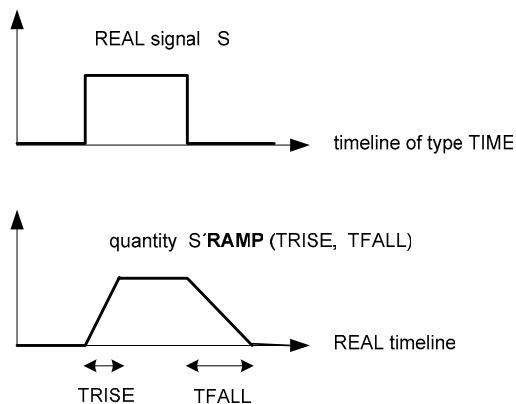 REAL signal S
timeline of type TIME
quantity S´RAMP (TRISE, TFALL)
REAL timeline
TRISE TFALL